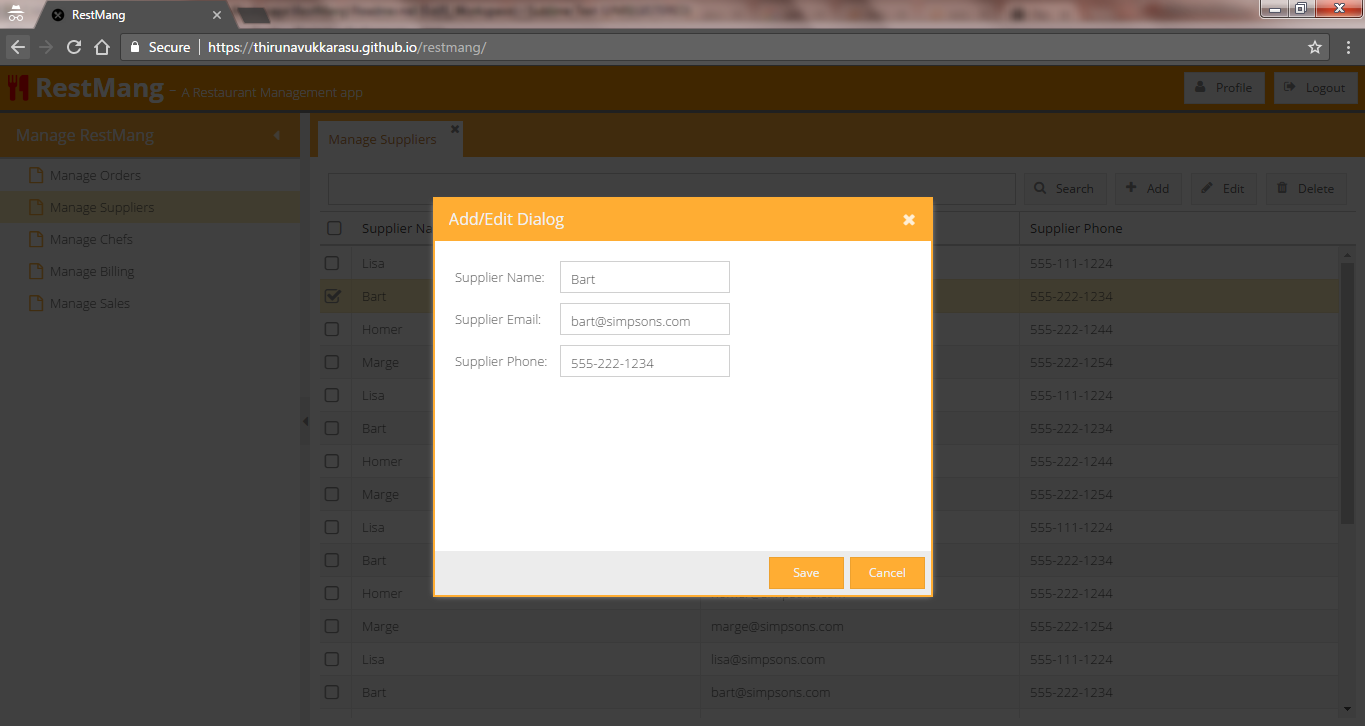 RestMang
Secure https://thirunavukkarasu.github.io/restmang/
RestMang - A Restaurant Management app
Profile Logout
Manage RestMang
Manage Suppliers
Manage Orders
Manage Suppliers
Manage Chefs
Manage Billing
Manage Sales
Search Add Edit Delete
Supplier Na Supplier Phone
Add/Edit Dialog
Supplier Name: Bart
Supplier Email: bart@simpsons.com
Supplier Phone: 555-222-1234
Save Cancel
Lisa 555-111-1224
Bart 555-222-1234
Homer 555-222-1244
Marge 555-222-1254
Lisa 555-111-1224
Bart 555-222-1234
Homer 555-222-1244
Marge 555-222-1254
Lisa 555-111-1224
Bart 555-222-1234
Homer 555-222-1244
Marge marge@simpsons.com 555-222-1254
Lisa lisa@simpsons.com 555-111-1224
Bart bart@simpsons.com 555-222-1234